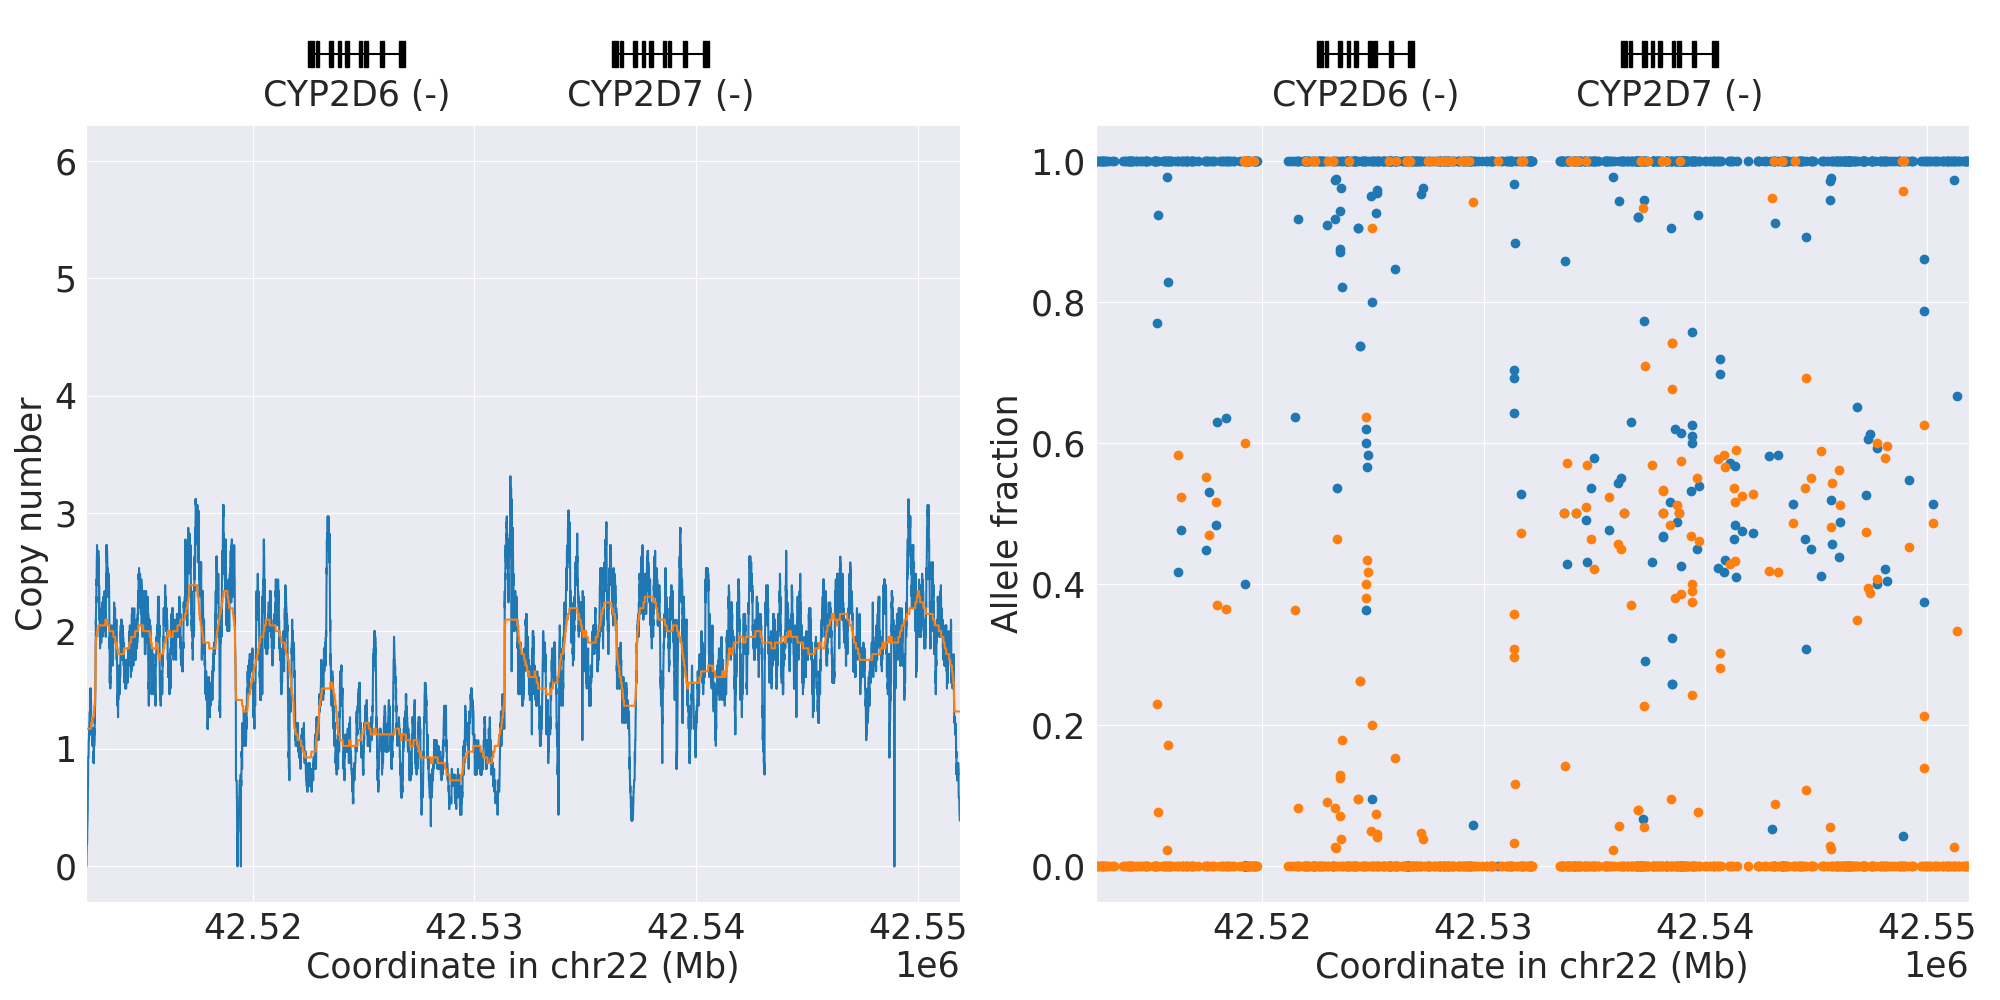 CYP2D6 (-)
CYP2D7 (-)
Copy number
6
5
4
3
2
1
0
42.52
42.53
42.54
42.55
Coordinate in chr22 (Mb)
1e6
CYP2D6 (-)
CYP2D7 (-)
Allele fraction
1.0
0.8
0.6
0.4
0.2
0.0
42.52
42.53
42.54
42.55
Coordinate in chr22 (Mb)
1e6